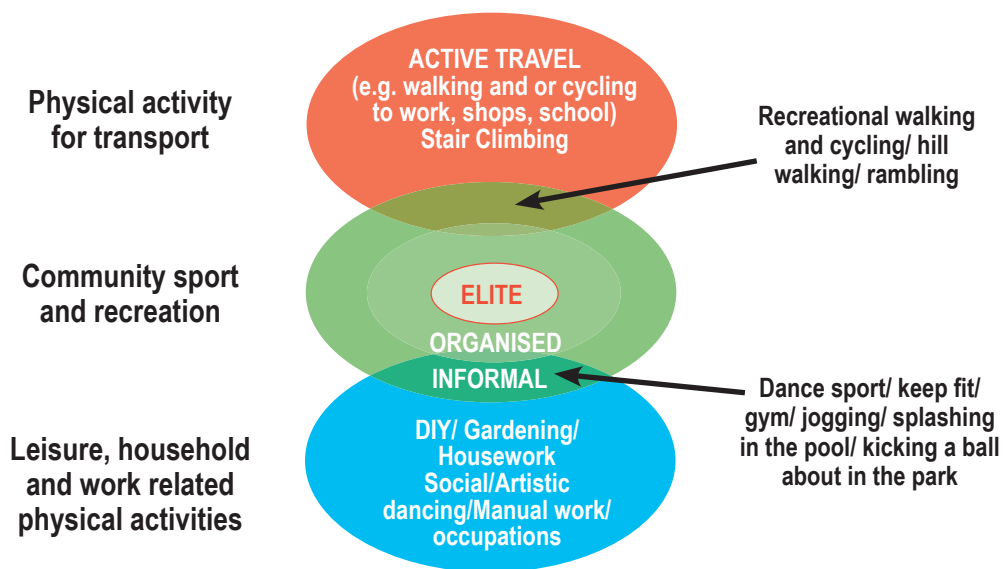 Physical activity
for transport
ACTIVE TRAVEL
(e.g. walking and or cycling
to work, shops, school)
Stair Climbing
Recreational walking
and cycling/ hill
walking/ rambling
Community sport
and recreation
ELITE
ORGANISED
INFORMAL
Dance sport/ keep fit/
gym/ jogging/ splashing
in the pool/ kicking a ball
about in the park
Leisure, household
and work related
physical activities
DIY/ Gardening/
Housework
Social/Artistic
dancing/Manual work/
occupations